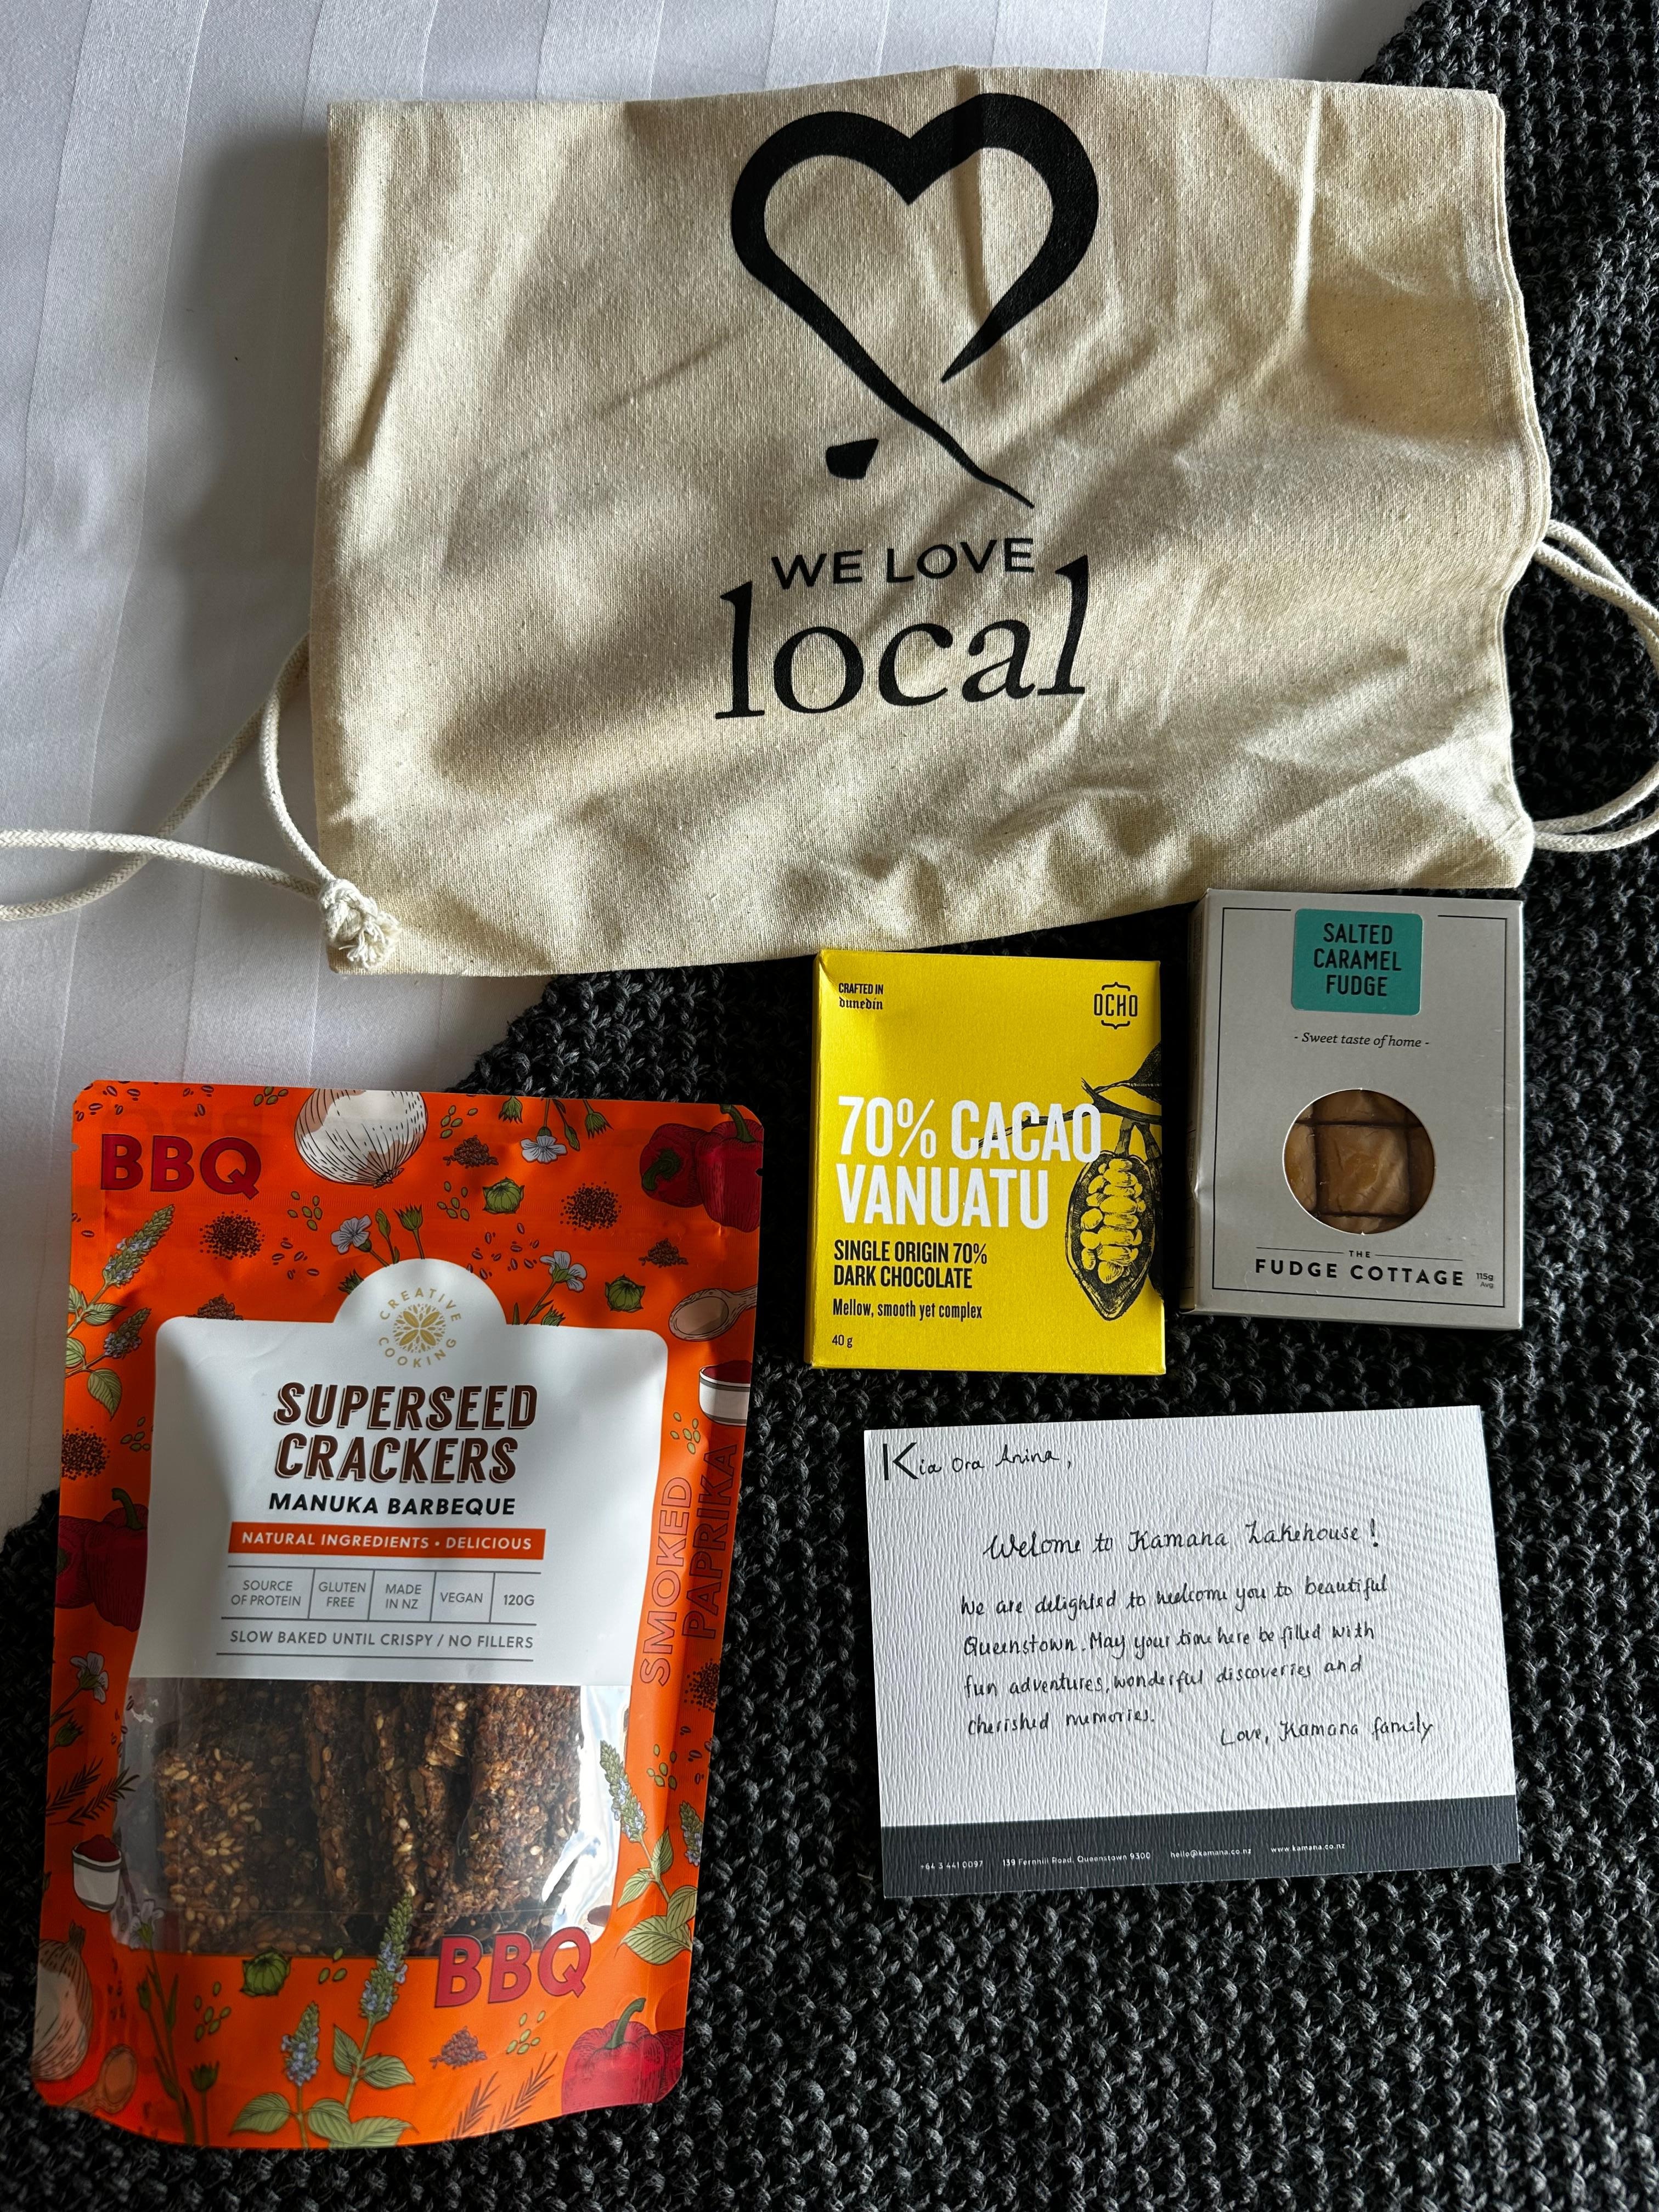 WE LOVE
local
CRAFTED IN
dunedin
OCHO
70% CACAO
VANUATU
SINGLE ORIGIN 70%
DARK CHOCOLATE
Mellow, smooth yet complex
40 g
SALTED
CARAMEL
FUDGE
- Sweet taste of home -
THE
FUDGE COTTAGE
115g
Avg
BBQ
CREATIVE
COOKING
SUPERSEED
CRACKERS
MANUKA BARBEQUE
NATURAL INGREDIENTS • DELICIOUS
SOURCE
OF PROTEIN
GLUTEN
FREE
MADE
IN NZ
VEGAN
120G
SLOW BAKED UNTIL CRISPY / NO FILLERS
SMOKED
PAPRIKA
BBQ
Kia Ora Anina,
Welcome to Kamana Lakehouse!
We are delighted to welcome you to beautiful
Queenstown. May your time here be filled with
fun adventures, wonderful discoveries and
cherished memories.
Love, Kamana family
+64 3 441 0097 139 Fernhill Road, Queenstown 9300 hello@kamana.co.nz www.kamana.co.nz